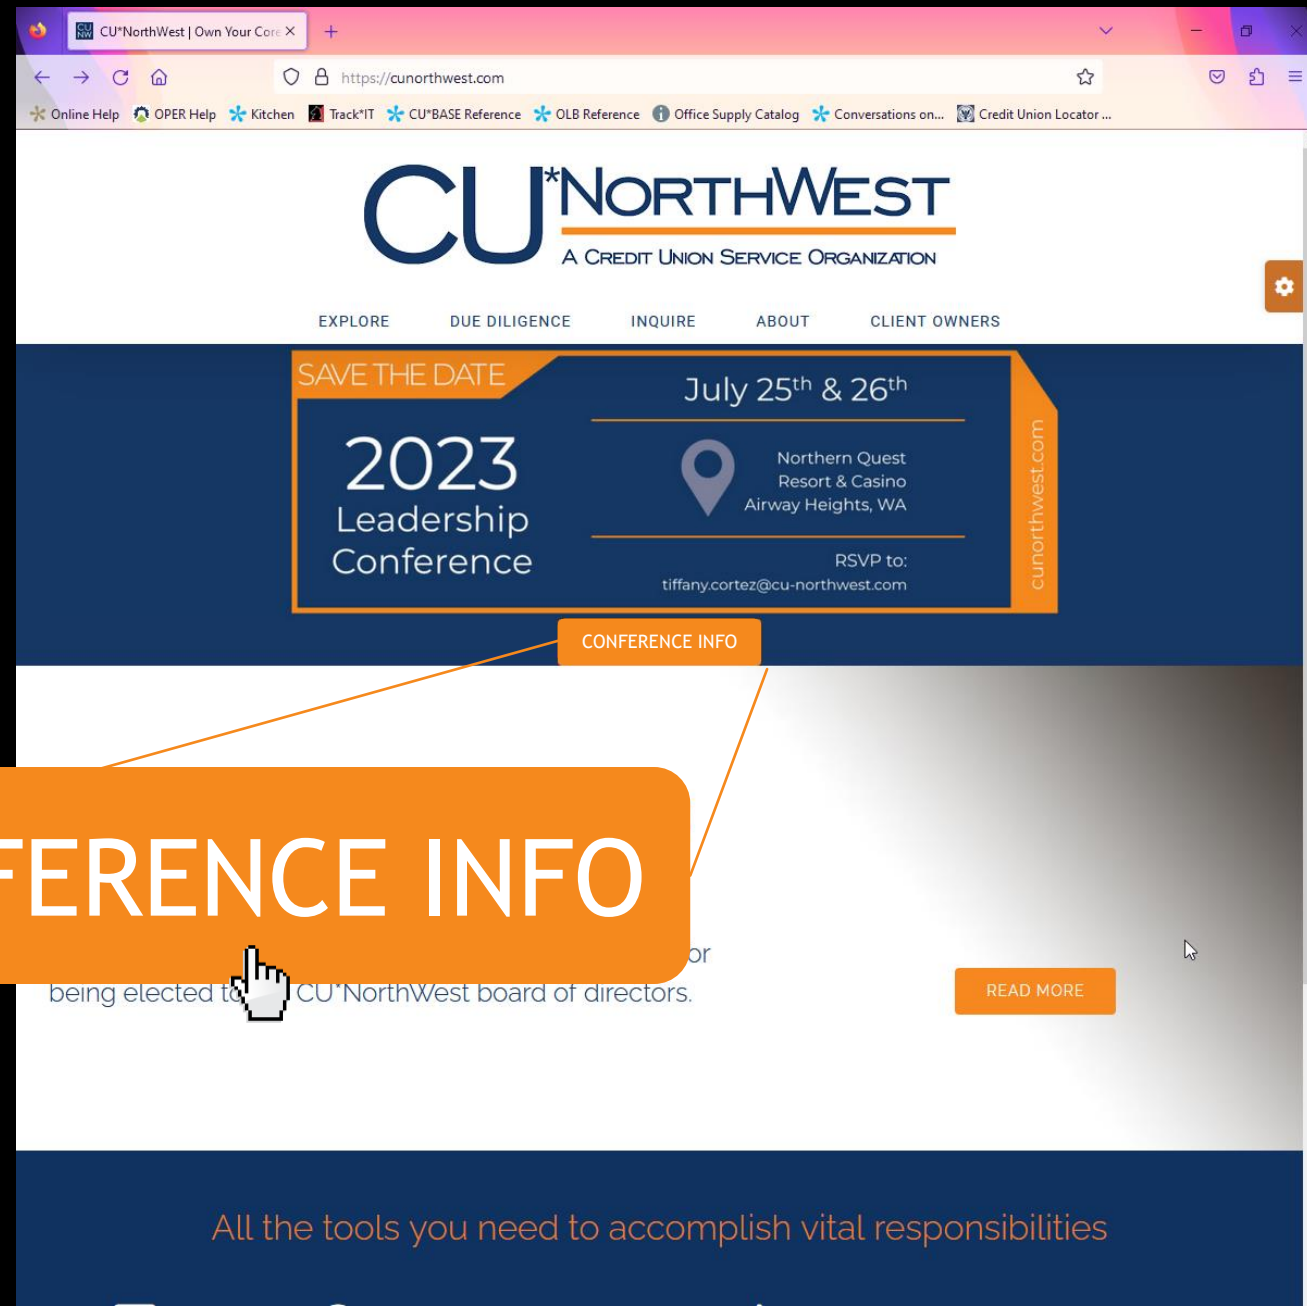 CU*NorthWest | Own Your Core
https://cunorthwest.com
Online Help OPER Help Kitchen Track*IT CU*BASE Reference OLB Reference Office Supply Catalog Conversations on... Credit Union Locator ...
CU*NORTHWEST
A CREDIT UNION SERVICE ORGANIZATION
EXPLORE DUE DILIGENCE INQUIRE ABOUT CLIENT OWNERS
SAVE THE DATE
July 25th & 26th
2023
Leadership
Conference
Northern Quest
Resort & Casino
Airway Heights, WA
RSVP to:
tiffany.cortez@cu-northwest.com
cunorthwest.com
CONFERENCE INFO
FERENCE INFO
or
being elected to CU*NorthWest board of directors.
READ MORE
All the tools you need to accomplish vital responsibilities